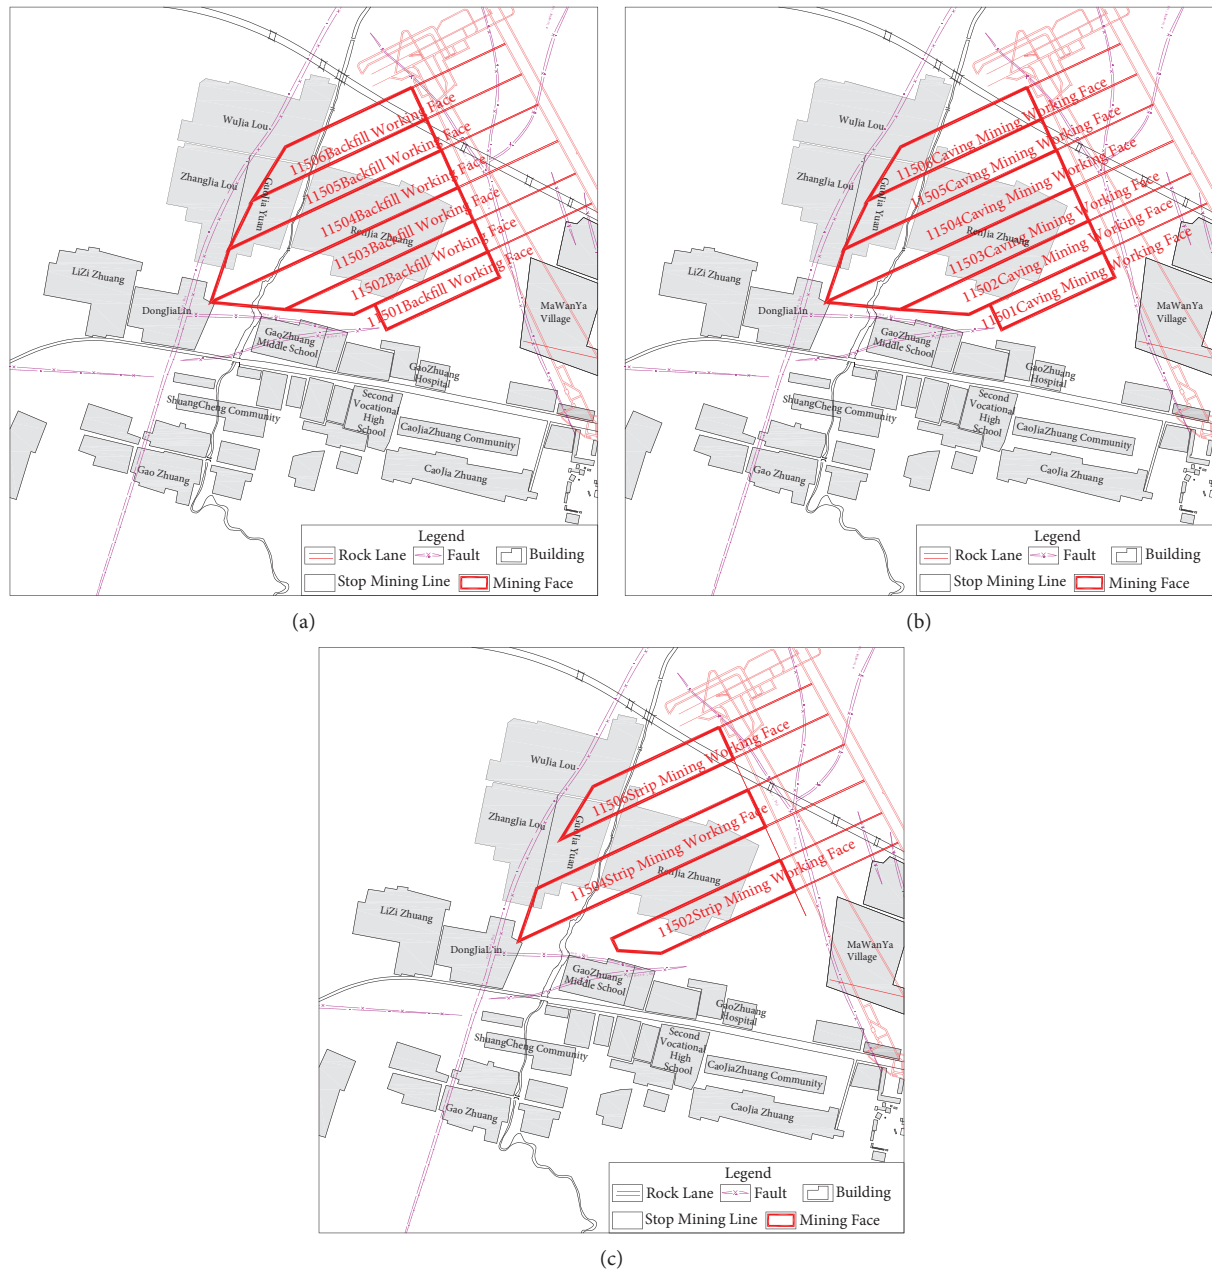 WuJia Lou
ZhangJia Lou
GuoJia Yuan
RenJia Zhuang
11506Backfill Working Face
11505Backfill Working Face
11504Backfill Working Face
11503Backfill Working Face
11502Backfill Working Face
11501Backfill Working Face
LiZi Zhuang
DongJiaLin
MaWanYa
Village
GaoZhuang
Middle School
GaoZhuang
Hospital
ShuangCheng Community
Second
Vocational
High
School
CaoJiaZhuang Community
Gao Zhuang
CaoJia Zhuang
Legend
Rock Lane
Fault
Building
Stop Mining Line
Mining Face
(a)
WuJia Lou
ZhangJia Lou
GuoJia Yuan
RenJia Zhuang
11506Caving Mining Working Face
11505Caving Mining Working Face
11504Caving Mining Working Face
11503Caving Mining Working Face
11502Caving Mining Working Face
11501Caving Mining Working Face
LiZi Zhuang
DongJiaLin
MaWanYa
Village
GaoZhuang
Middle School
GaoZhuang
Hospital
ShuangCheng Community
Second
Vocational
High
School
CaoJiaZhuang Community
Gao Zhuang
CaoJia Zhuang
Legend
Rock Lane
Fault
Building
Stop Mining Line
Mining Face
(b)
WuJia Lou
ZhangJia Lou
GuoJia Yuan
RenJia Zhuang
11506Strip Mining Working Face
11504Strip Mining Working Face
11502Strip Mining Working Face
LiZi Zhuang
DongJiaLin
MaWanYa
Village
GaoZhuang
Middle School
GaoZhuang
Hospital
ShuangCheng Community
Second
Vocational
High
School
CaoJiaZhuang Community
Gao Zhuang
CaoJia Zhuang
Legend
Rock Lane
Fault
Building
Stop Mining Line
Mining Face
(c)